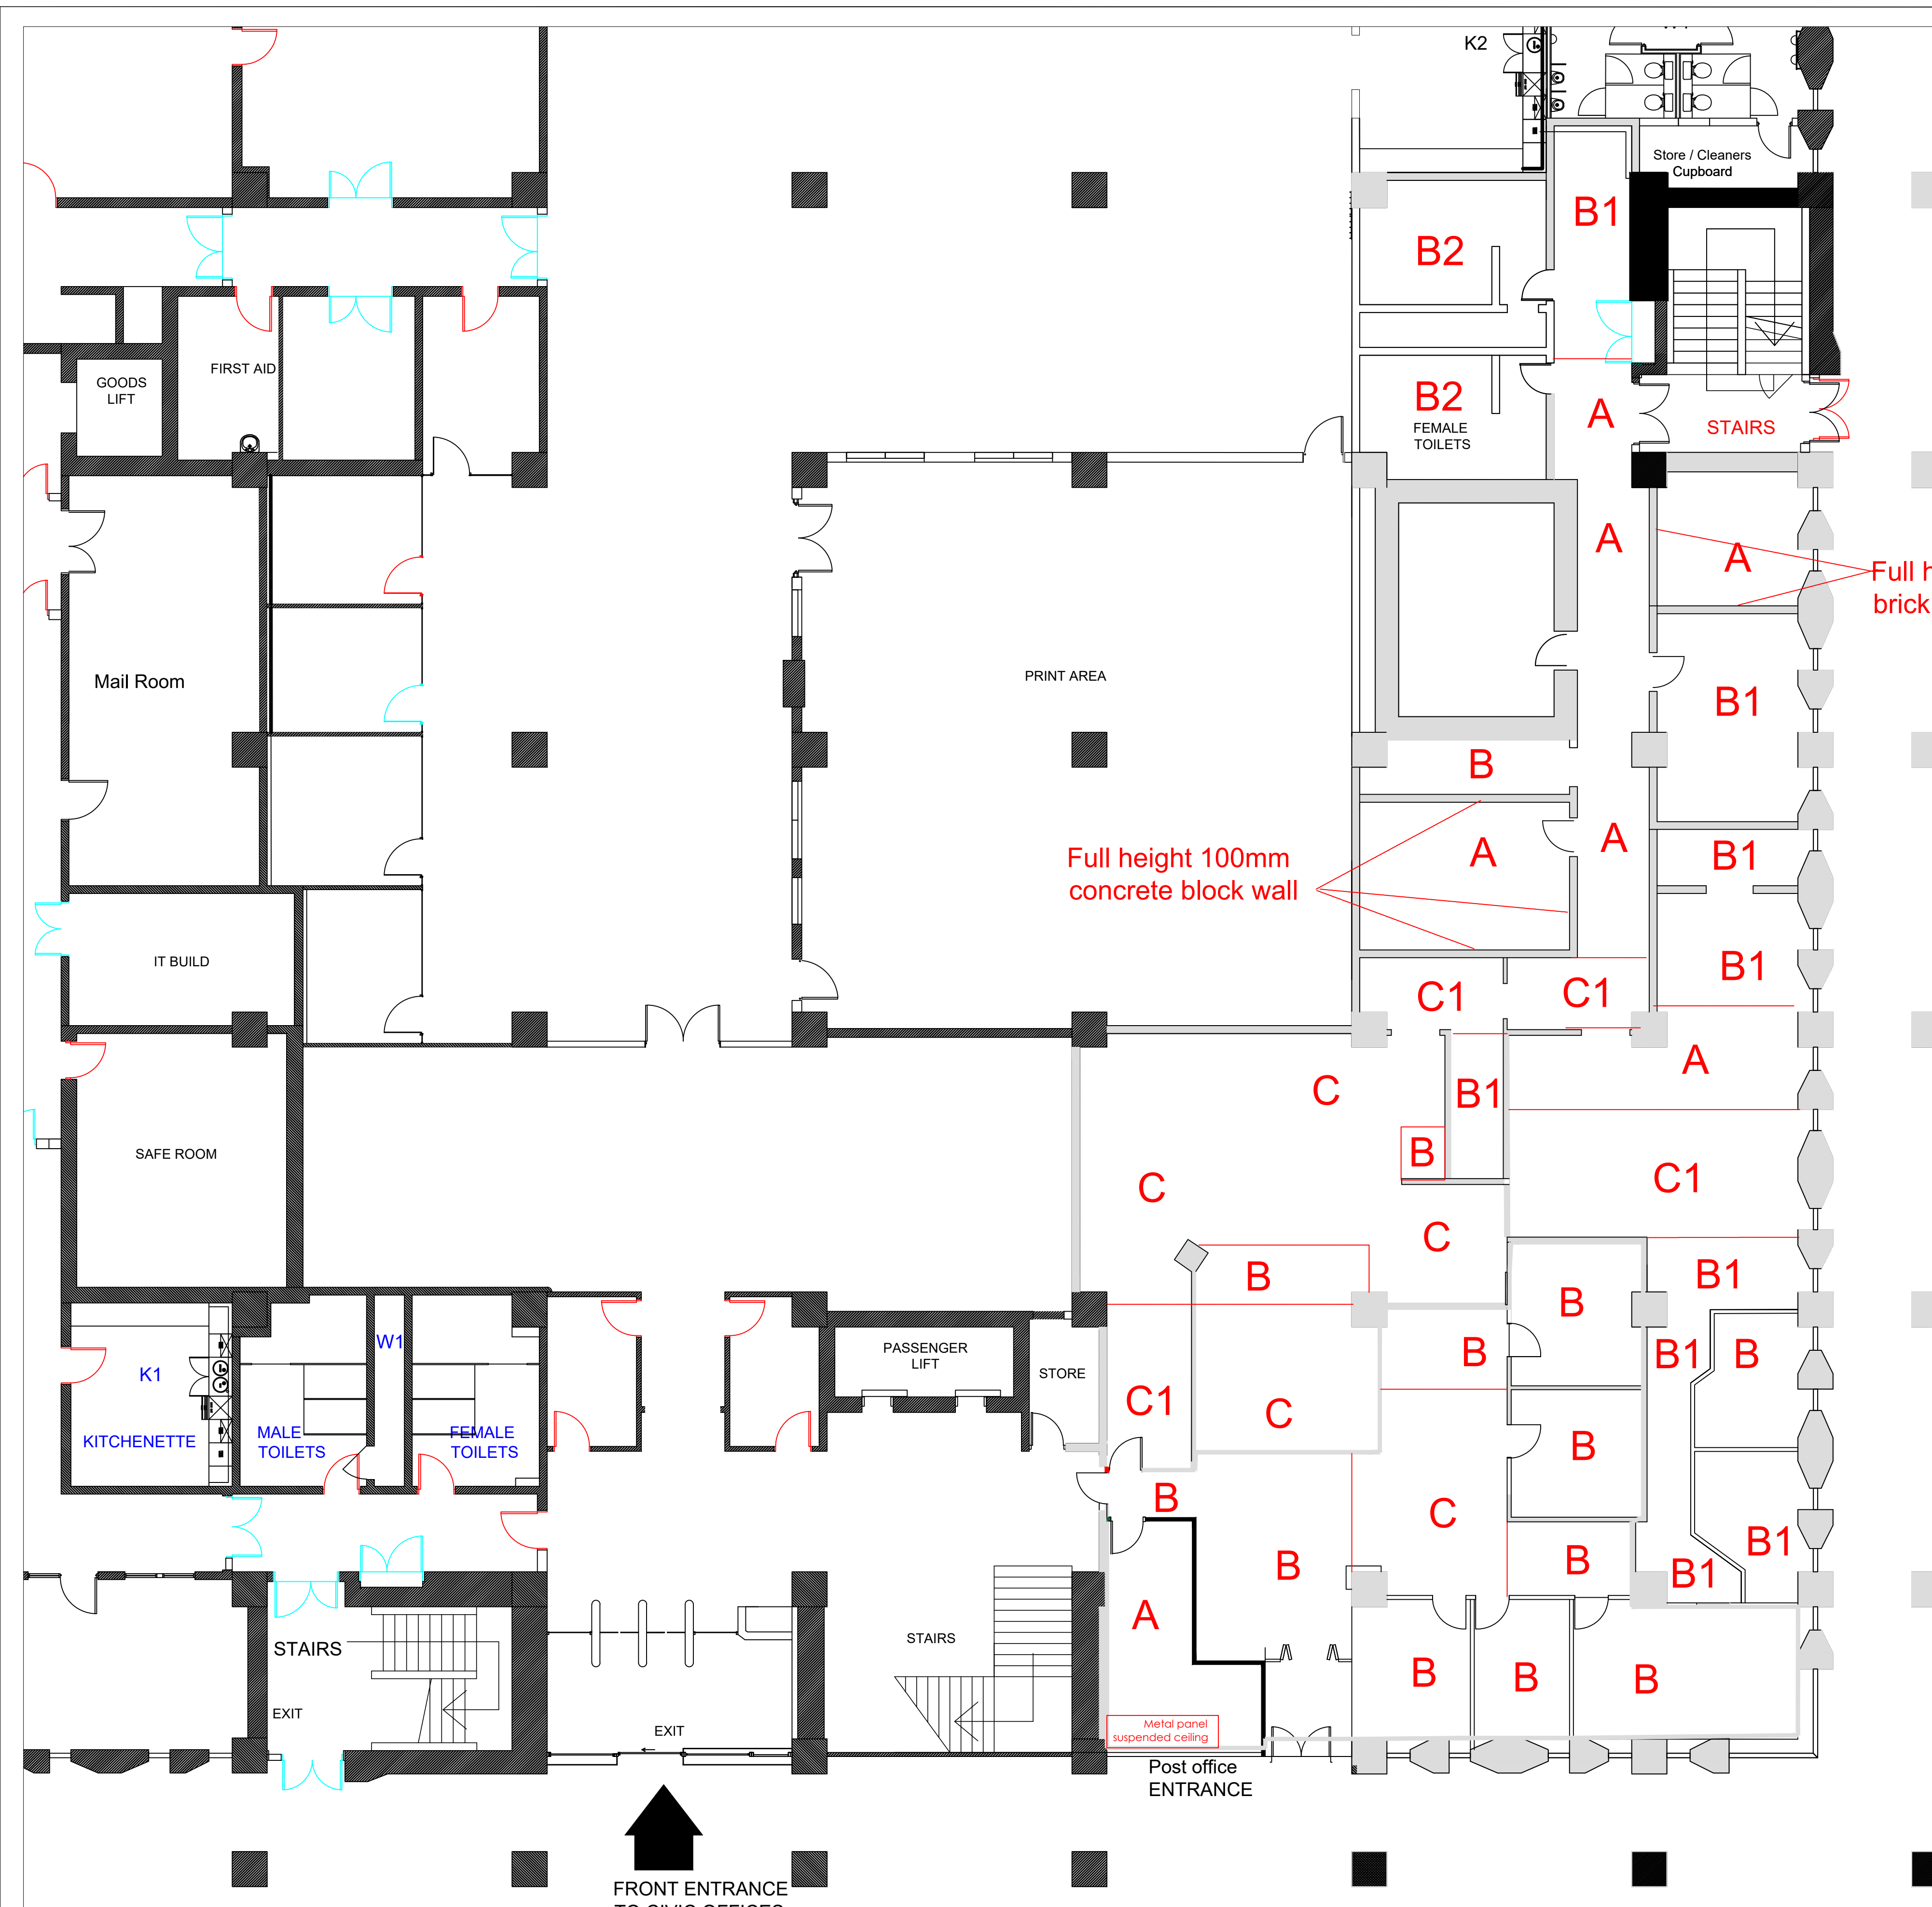 K2
Store / Cleaners
Cupboard
B1
B2
FIRST AID
GOODS
LIFT
B2
FEMALE
TOILETS
A
STAIRS
A
A
Full h
brick
Mail Room
PRINT AREA
B1
B
Full height 100mm
concrete block wall
A
A
B1
IT BUILD
B1
C1
C1
A
C
B1
SAFE ROOM
B
C
C1
C
B
B1
B
W1
K1
PASSENGER
LIFT
STORE
B
B1
B
C1
C
KITCHENETTE
MALE
TOILETS
FEMALE
TOILETS
B
B
C
B1
B
B
B1
STAIRS
EXIT
A
STAIRS
EXIT
B
B
B
Metal panel
suspended ceiling
Post office
ENTRANCE
FRONT ENTRANCE
TO CIVIC OFFICES